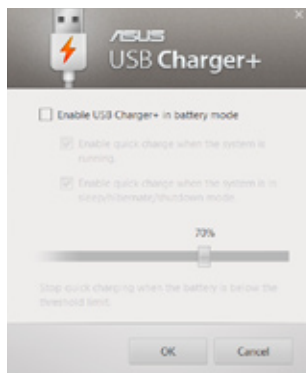 ASUS
USB Charger+
Enable USB Charger+ in battery mode
Enable quick charge when the system is
running.
Enable quick charge when the system is in
sleep/hibernate/shutdown mode
70%
Stop quick charging when the battery is below the
threshold limit.
OK Cancel